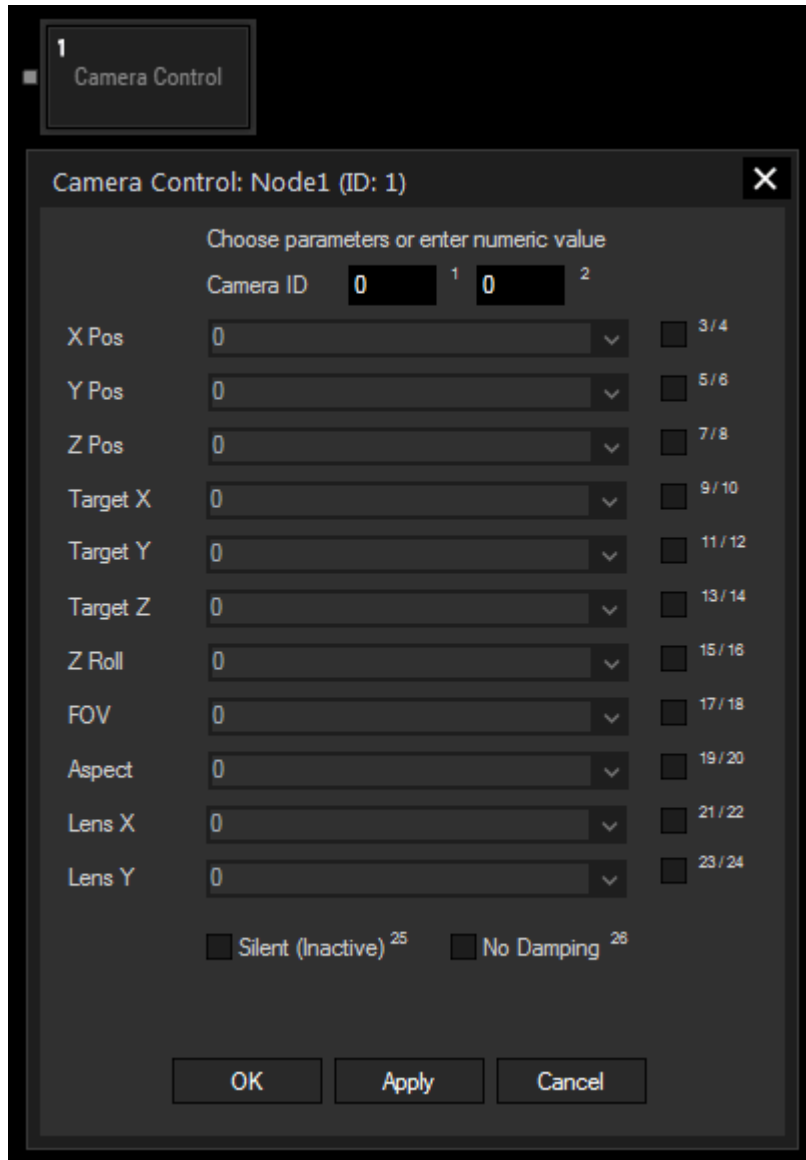 1
Camera Control
Camera Control: Node1 (ID: 1)
Choose parameters or enter numeric value
Camera ID 0 1 0 2
X Pos 0 3 / 4
Y Pos 0 5 / 6
Z Pos 0 7 / 8
Target X 0 9 / 10
Target Y 0 11 / 12
Target Z 0 13 / 14
Z Roll 0 15 / 16
FOV 0 17 / 18
Aspect 0 19 / 20
Lens X 0 21 / 22
Lens Y 0 23 / 24
Silent (Inactive) 25 No Damping 26
OK Apply Cancel